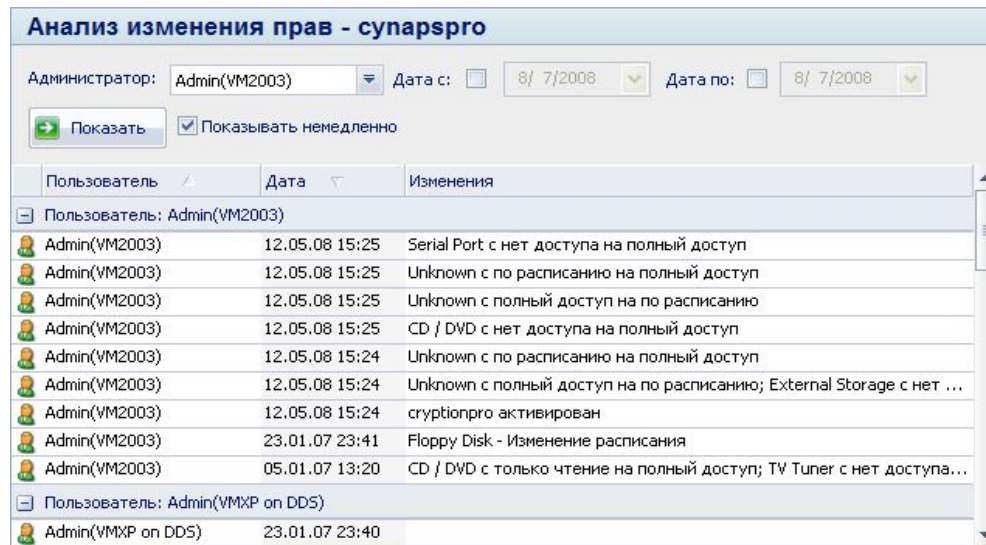 Анализ изменения прав - cynapspro
Администратор: Admin(VM2003) Дата с: 8/ 7/2008 Дата по: 8/ 7/2008
Показать Показывать немедленно
Пользователь Дата Изменения
Пользователь: Admin(VM2003)
Admin(VM2003) 12.05.08 15:25 Serial Port с нет доступа на полный доступ
Admin(VM2003) 12.05.08 15:25 Unknown с по расписанию на полный доступ
Admin(VM2003) 12.05.08 15:25 Unknown с полный доступ на по расписанию
Admin(VM2003) 12.05.08 15:25 CD / DVD с нет доступа на полный доступ
Admin(VM2003) 12.05.08 15:24 Unknown с по расписанию на полный доступ
Admin(VM2003) 12.05.08 15:24 Unknown с полный доступ на по расписанию; External Storage с нет ...
Admin(VM2003) 12.05.08 15:24 cryptionpro активирован
Admin(VM2003) 23.01.07 23:41 Floppy Disk - Изменение расписания
Admin(VM2003) 05.01.07 13:20 CD / DVD с только чтение на полный доступ; TV Tuner с нет доступа...
Пользователь: Admin(VMXP on DDS)
Admin(VMXP on DDS) 23.01.07 23:40